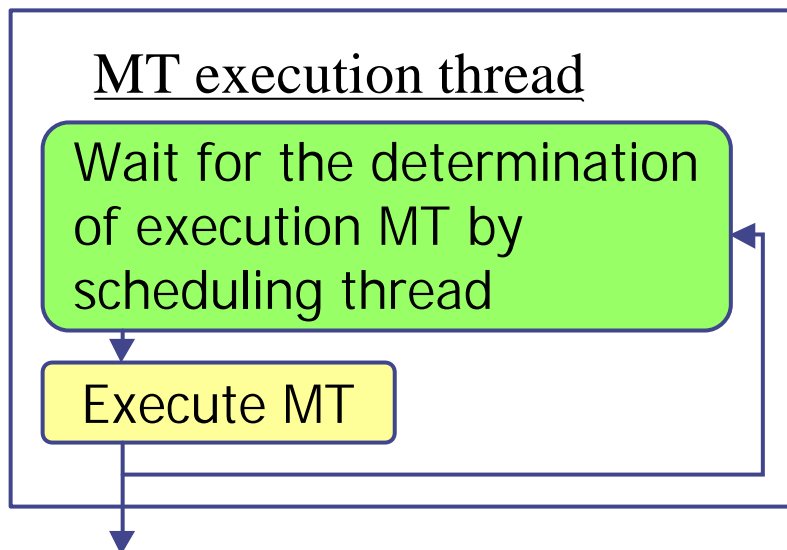 MT execution thread
Wait for the determination
of execution MT by
scheduling thread
Execute MT